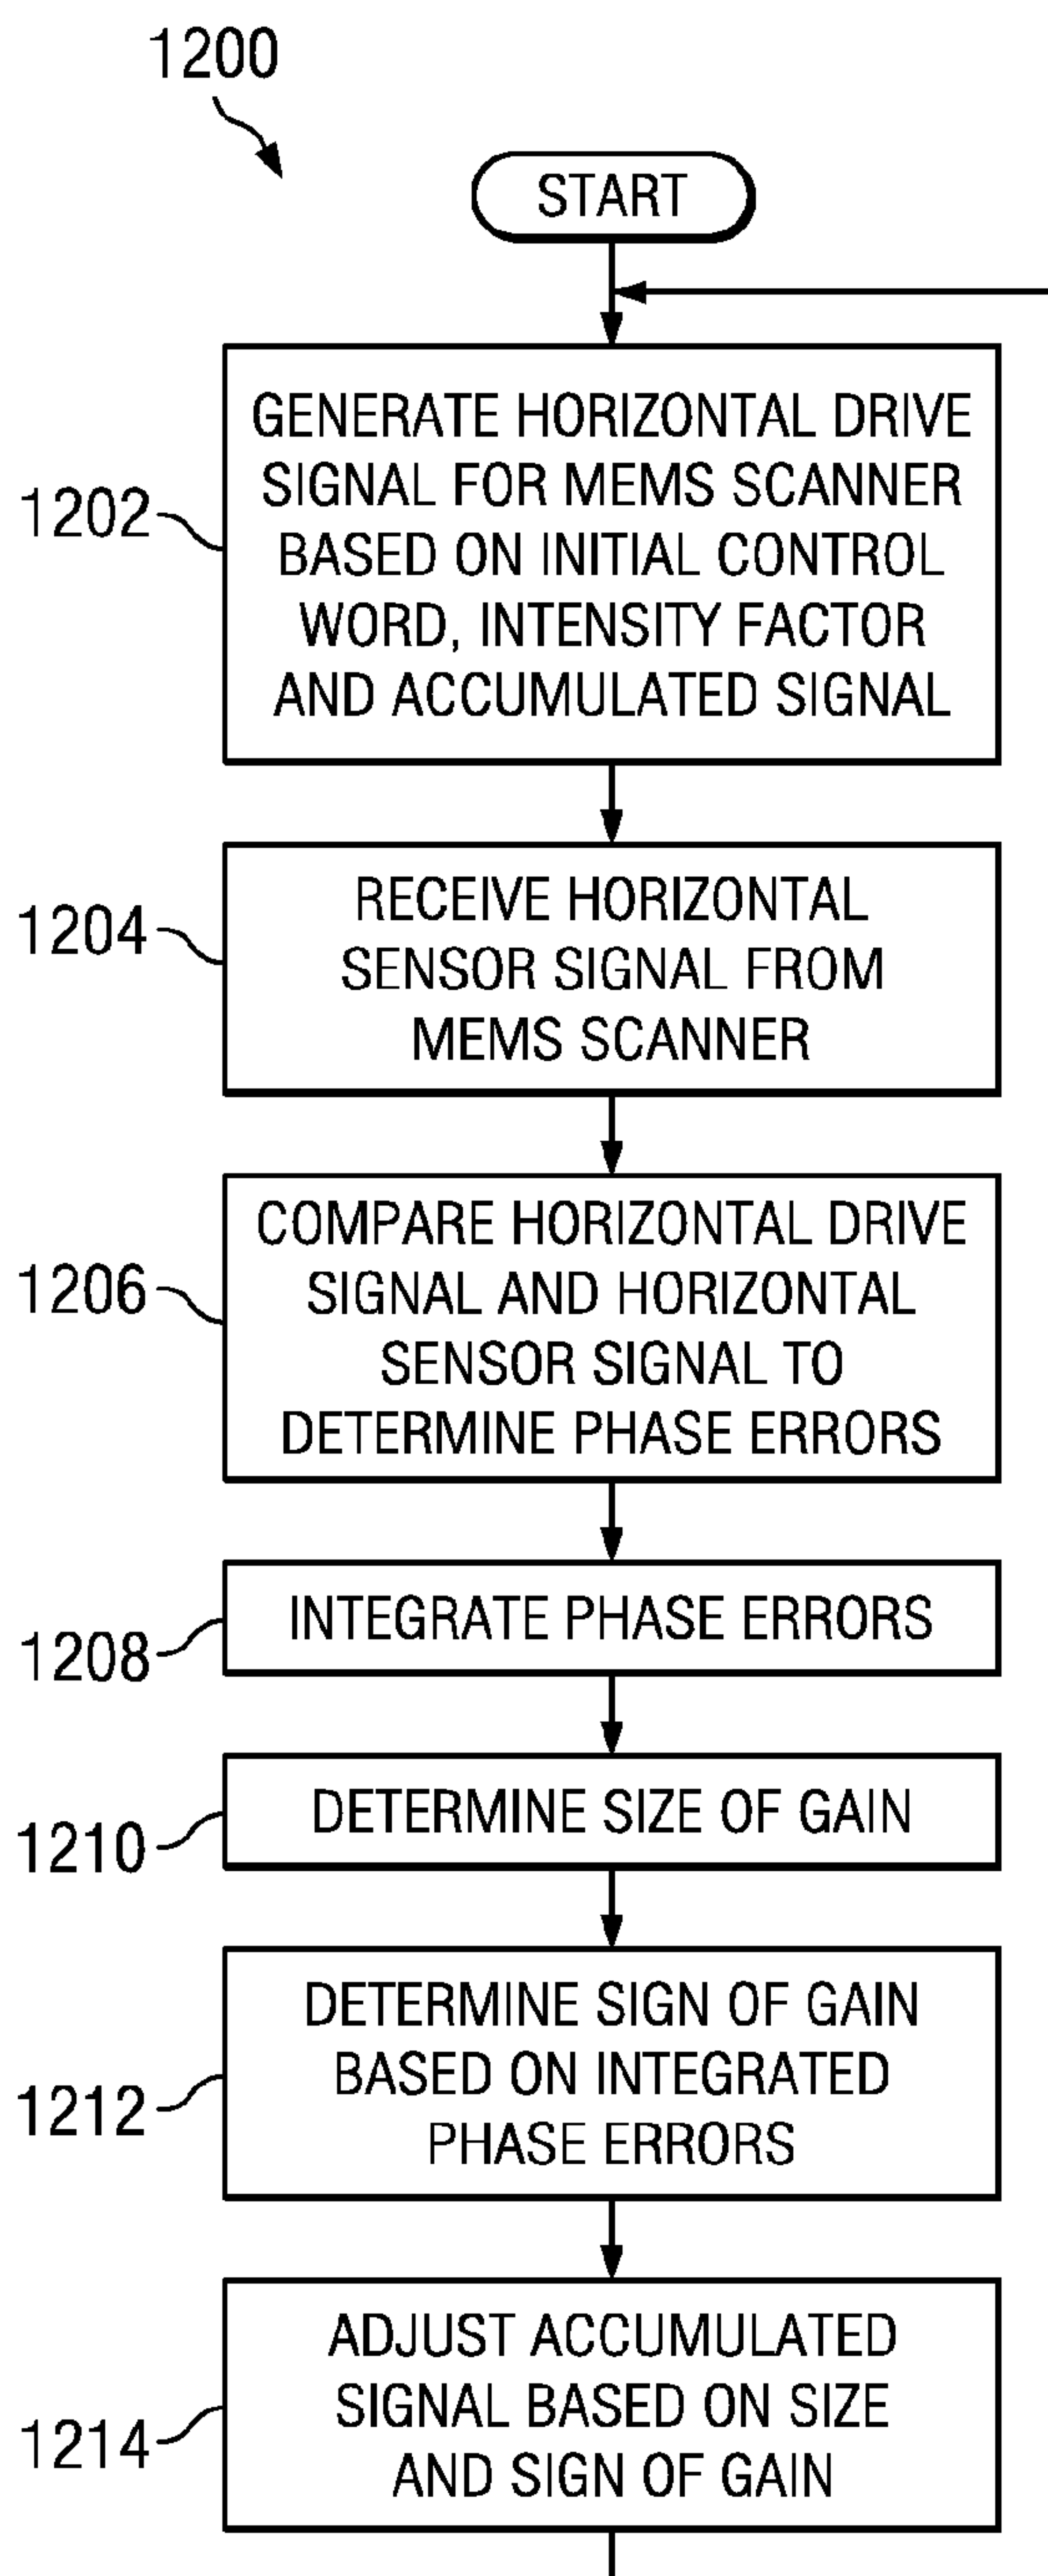 1200
START
1202
GENERATE HORIZONTAL DRIVE
SIGNAL FOR MEMS SCANNER
BASED ON INITIAL CONTROL
WORD, INTENSITY FACTOR
AND ACCUMULATED SIGNAL
1204
RECEIVE HORIZONTAL
SENSOR SIGNAL FROM
MEMS SCANNER
1206
COMPARE HORIZONTAL DRIVE
SIGNAL AND HORIZONTAL
SENSOR SIGNAL TO
DETERMINE PHASE ERRORS
1208
INTEGRATE PHASE ERRORS
1210
DETERMINE SIZE OF GAIN
1212
DETERMINE SIGN OF GAIN
BASED ON INTEGRATED
PHASE ERRORS
1214
ADJUST ACCUMULATED
SIGNAL BASED ON SIZE
AND SIGN OF GAIN